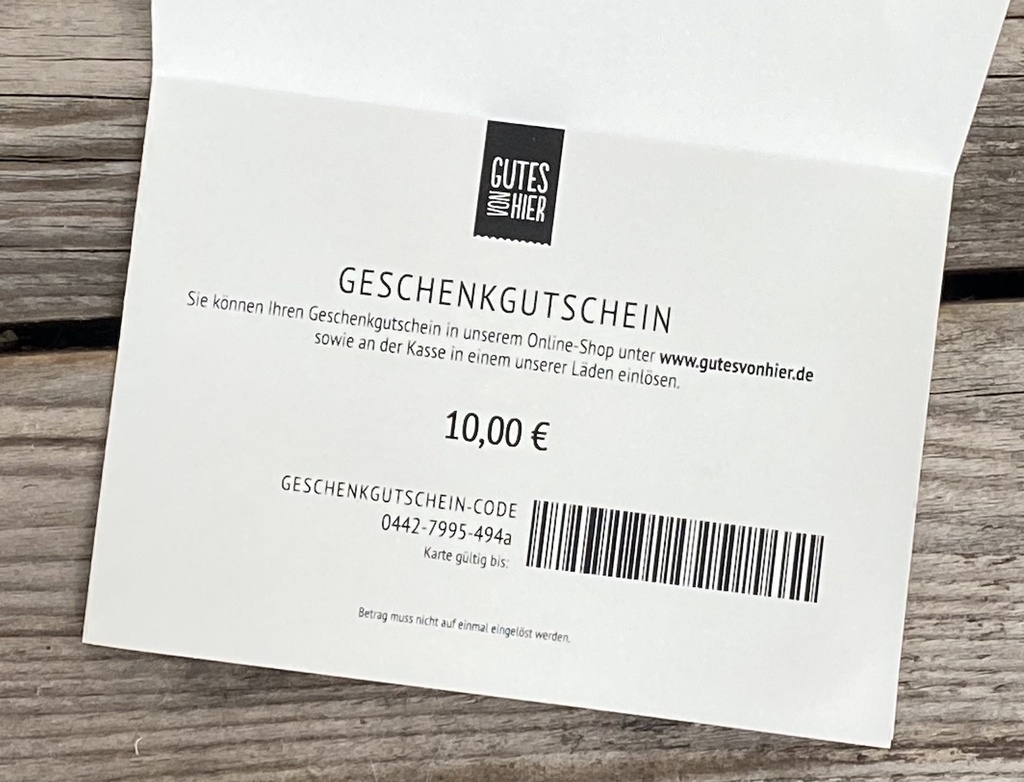 GUTES
VON HIER
GESCHENKGUTSCHEIN
Sie können Ihren Geschenkgutschein in unserem Online-Shop unter www.gutesvonhier.de
sowie an der Kasse in einem unserer Läden einlösen.
10,00 €
GESCHENKGUTSCHEIN-CODE
0442-7995-494a
Karte gültig bis:
Betrag muss nicht auf einmal eingelöst werden.